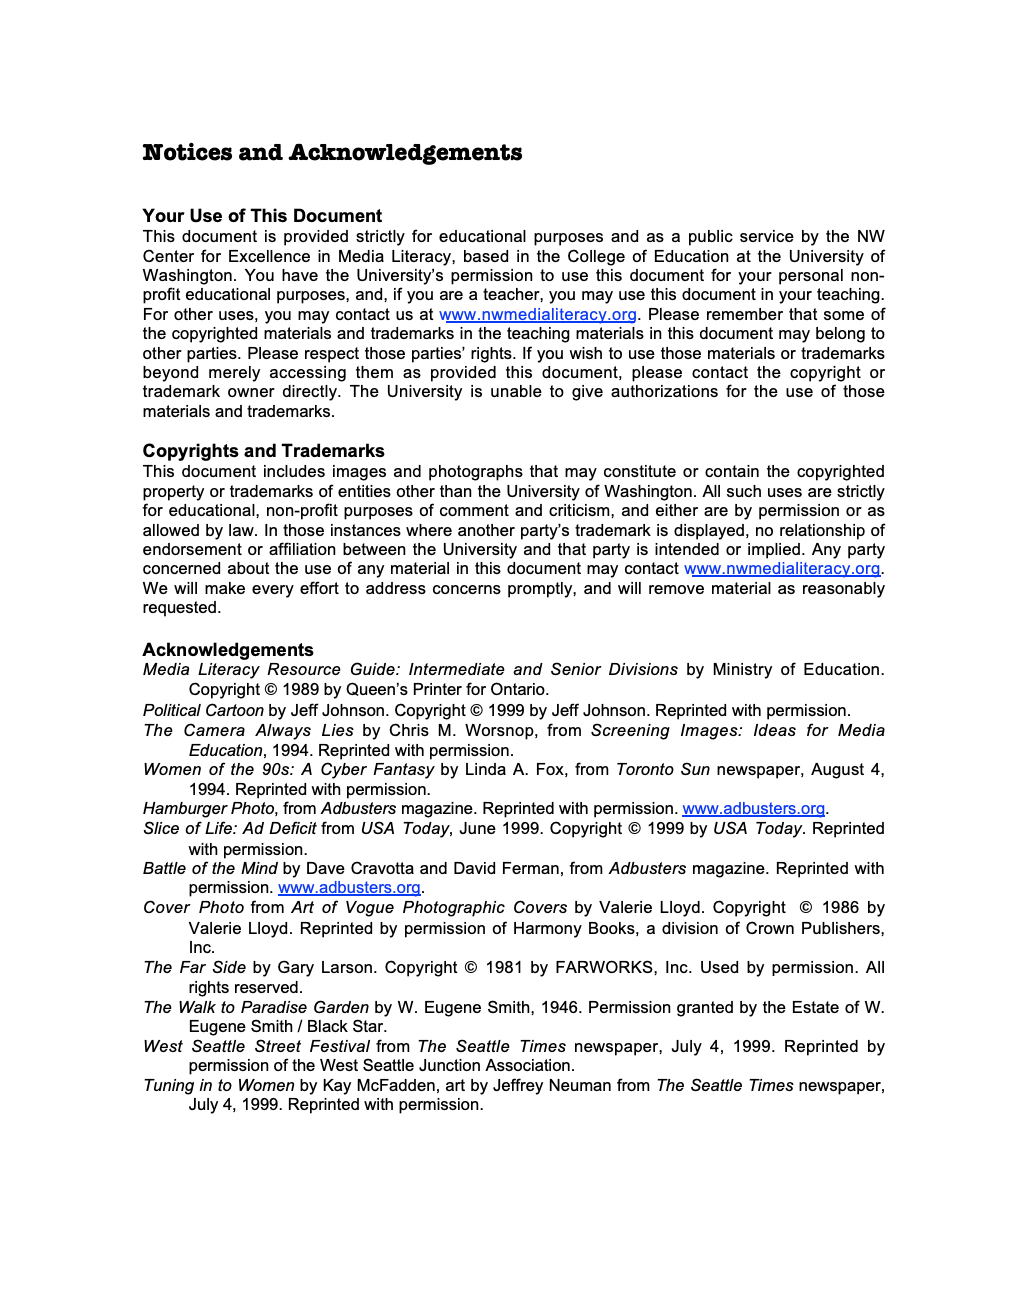 Notices and Acknowledgements
Your Use of This Document
This document is provided strictly for educational purposes and as a public service by the NW
Center for Excellence in Media Literacy, based in the College of Education at the University of
Washington. You have the University’s permission to use this document for your personal non-
profit educational purposes, and, if you are a teacher, you may use this document in your teaching.
For other uses, you may contact us at www.nwmedialiteracy.org. Please remember that some of
the copyrighted materials and trademarks in the teaching materials in this document may belong to
other parties. Please respect those parties’ rights. If you wish to use those materials or trademarks
beyond merely accessing them as provided this document, please contact the copyright or
trademark owner directly. The University is unable to give authorizations for the use of those
materials and trademarks.
Copyrights and Trademarks
This document includes images and photographs that may constitute or contain the copyrighted
property or trademarks of entities other than the University of Washington. All such uses are strictly
for educational, non-profit purposes of comment and criticism, and either are by permission or as
allowed by law. In those instances where another party’s trademark is displayed, no relationship of
endorsement or affiliation between the University and that party is intended or implied. Any party
concerned about the use of any material in this document may contact www.nwmedialiteracy.org.
We will make every effort to address concerns promptly, and will remove material as reasonably
requested.
Acknowledgements
Media Literacy Resource Guide: Intermediate and Senior Divisions by Ministry of Education.
Copyright © 1989 by Queen’s Printer for Ontario.
Political Cartoon by Jeff Johnson. Copyright © 1999 by Jeff Johnson. Reprinted with permission.
The Camera Always Lies by Chris M. Worsnop, from Screening Images: Ideas for Media
Education, 1994. Reprinted with permission.
Women of the 90s: A Cyber Fantasy by Linda A. Fox, from Toronto Sun newspaper, August 4,
1994. Reprinted with permission.
Hamburger Photo, from Adbusters magazine. Reprinted with permission. www.adbusters.org.
Slice of Life: Ad Deficit from USA Today, June 1999. Copyright © 1999 by USA Today. Reprinted
with permission.
Battle of the Mind by Dave Cravotta and David Ferman, from Adbusters magazine. Reprinted with
permission. www.adbusters.org.
Cover Photo from Art of Vogue Photographic Covers by Valerie Lloyd. Copyright © 1986 by
Valerie Lloyd. Reprinted by permission of Harmony Books, a division of Crown Publishers,
Inc.
The Far Side by Gary Larson. Copyright © 1981 by FARWORKS, Inc. Used by permission. All
rights reserved.
The Walk to Paradise Garden by W. Eugene Smith, 1946. Permission granted by the Estate of W.
Eugene Smith / Black Star.
West Seattle Street Festival from The Seattle Times newspaper, July 4, 1999. Reprinted by
permission of the West Seattle Junction Association.
Tuning in to Women by Kay McFadden, art by Jeffrey Neuman from The Seattle Times newspaper,
July 4, 1999. Reprinted with permission.